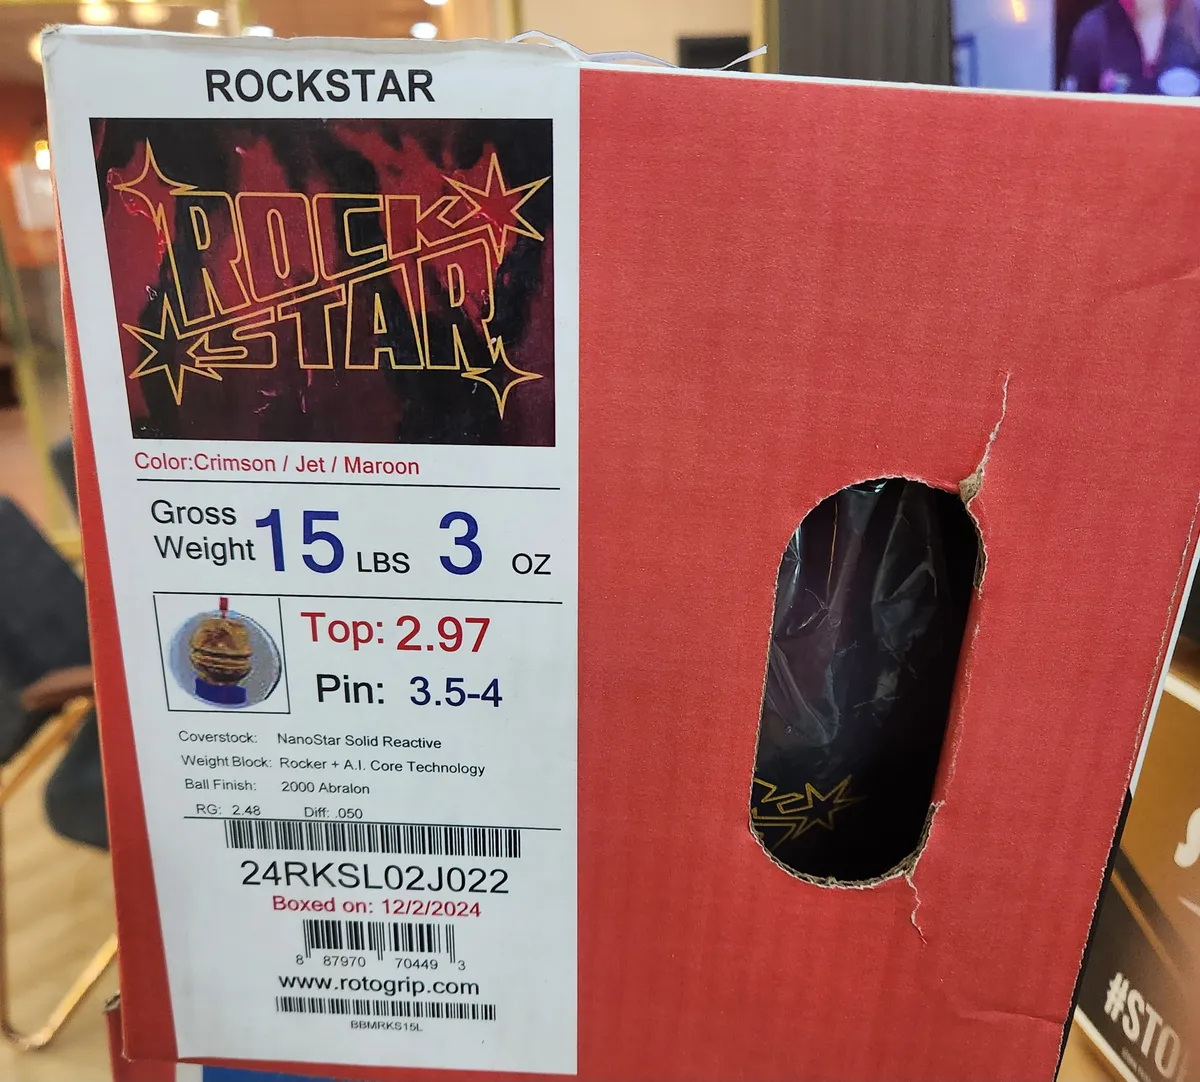 ROCKSTAR
ROCK
STAR
Color:Crimson / Jet / Maroon
Gross Weight 15 LBS 3 OZ
Top: 2.97
Pin: 3.5-4
Coverstock: NanoStar Solid Reactive
Weight Block: Rocker + A.I. Core Technology
Ball Finish: 2000 Abralon
RG: 2.48 Diff: .050
24RKSL02J022
Boxed on: 12/2/2024
8 87970 70449 3
www.rotogrip.com
BBMRKS15L
#STO